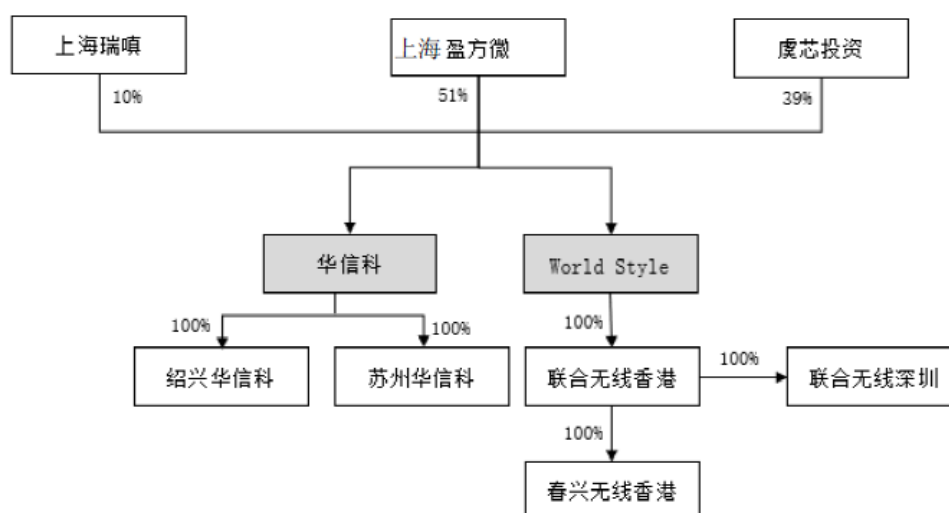 上海瑞嗔
上海盈方微
虞芯投资
10%
51%
39%
华信科
World Style
100%
100%
100%
绍兴华信科
苏州华信科
联合无线香港
100%
联合无线深圳
100%
春兴无线香港